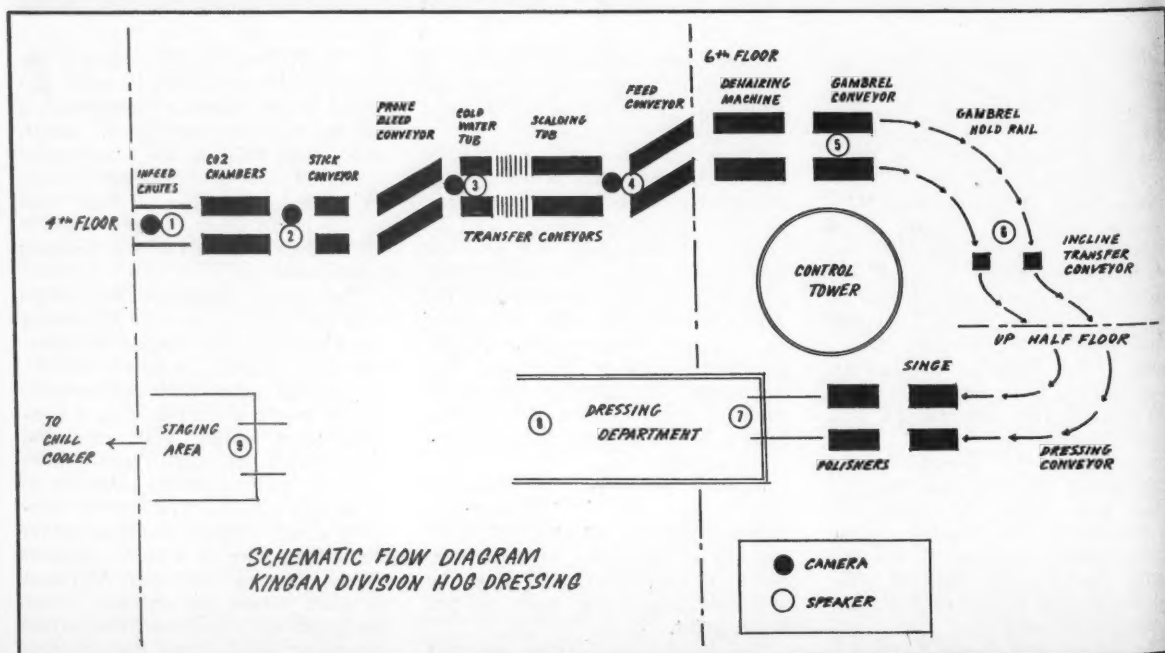 6th FLOOR
DEHAIRING
MACHINE
GAMBREL
CONVEYOR
GAMBREL
HOLD RAIL
FEED
CONVEYOR
PRONE
BLEED
CONVEYOR
COLD
WATER
TUB
SCALDING
TUB
CO2
CHAMBERS
STICK
CONVEYOR
INFEED
CHUTES
4th FLOOR
1
2
3
4
5
6
TRANSFER CONEYORS
INCLINE
TRANSFER
CONVEYOR
CONTROL
TOWER
UP HALF FLOOR
SINGE
POLISHERS
DRESSING
CONVEYOR
7
DRESSING
DEPARTMENT
8
9
STAGING
AREA
TO
CHILL
COOLER
SCHEMATIC FLOW DIAGRAM
KINGAN DIVISION HOG DRESSING
CAMERA
SPEAKER